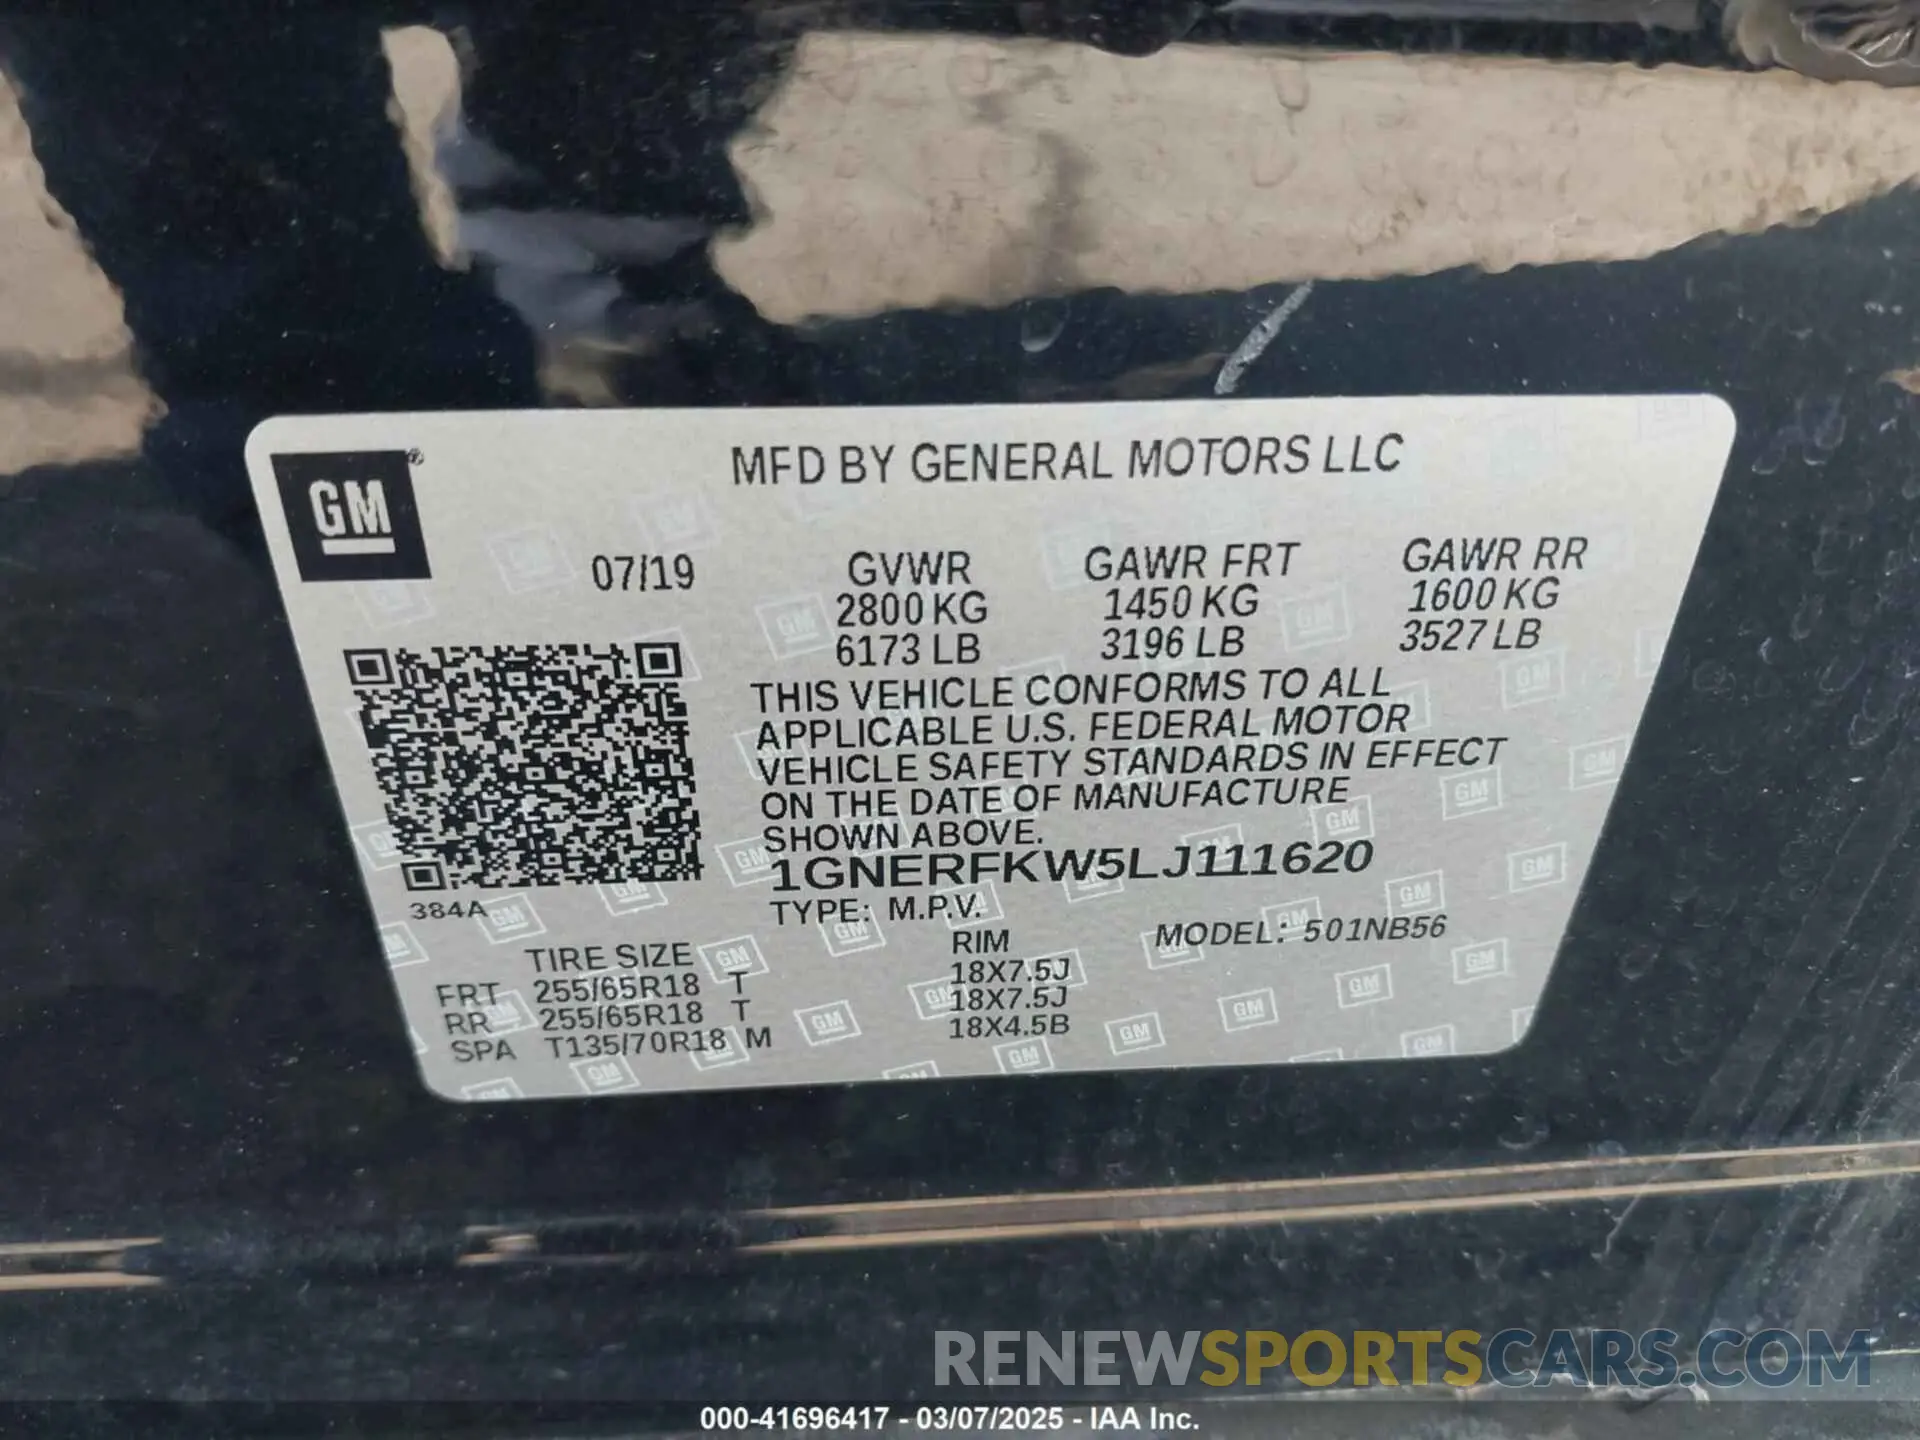 GM®
MFD BY GENERAL MOTORS LLC
07/19 GVWR GAWR FRT GAWR RR
2800 KG 1450 KG 1600 KG
6173 LB 3196 LB 3527 LB
THIS VEHICLE CONFORMS TO ALL
APPLICABLE U.S. FEDERAL MOTOR
VEHICLE SAFETY STANDARDS IN EFFECT
ON THE DATE OF MANUFACTURE
SHOWN ABOVE.
1GNERFKW5LJ111620
384A TYPE: M.P.V. MODEL: 501NB56
TIRE SIZE RIM
FRT 255/65R18 T 18X7.5J
RR 255/65R18 T 18X7.5J
SPA T135/70R18 M 18X4.5B
RENEWSPORTSCARS.COM
000-41696417 - 03/07/2025 - IAA Inc.